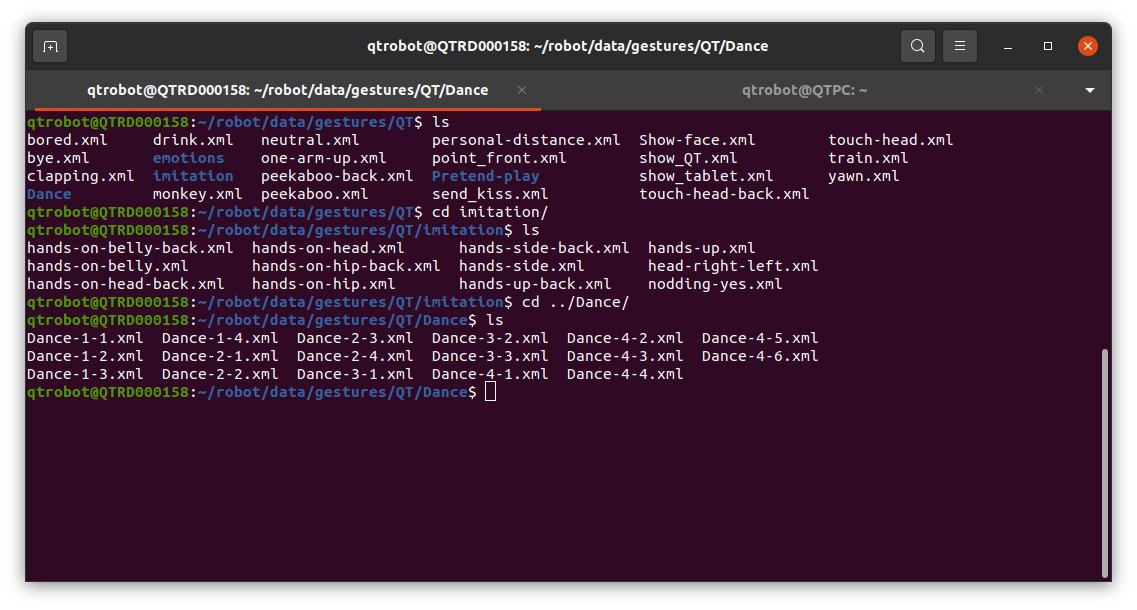 qtrobot@QTRD000158: ~/robot/data/gestures/QT/Dance
qtrobot@QTRD000158: ~/robot/data/gestures/QT/Dance qtrobot@QTPC: ~
qtrobot@QTRD000158:~/robot/data/gestures/QT$ ls
bored.xml drink.xml neutral.xml personal-distance.xml Show-face.xml touch-head.xml
bye.xml emotions one-arm-up.xml point_front.xml show_QT.xml train.xml
clapping.xml imitation peekaboo-back.xml Pretend-play show_tablet.xml yawn.xml
Dance monkey.xml peekaboo.xml send_kiss.xml touch-head-back.xml
qtrobot@QTRD000158:~/robot/data/gestures/QT$ cd imitation/
qtrobot@QTRD000158:~/robot/data/gestures/QT/imitation$ ls
hands-on-belly-back.xml hands-on-head.xml hands-side-back.xml hands-up.xml
hands-on-belly.xml hands-on-hip-back.xml hands-side.xml head-right-left.xml
hands-on-head-back.xml hands-on-hip.xml hands-up-back.xml nodding-yes.xml
qtrobot@QTRD000158:~/robot/data/gestures/QT/imitation$ cd ../Dance/
qtrobot@QTRD000158:~/robot/data/gestures/QT/Dance$ ls
Dance-1-1.xml Dance-1-4.xml Dance-2-3.xml Dance-3-2.xml Dance-4-2.xml Dance-4-5.xml
Dance-1-2.xml Dance-2-1.xml Dance-2-4.xml Dance-3-3.xml Dance-4-3.xml Dance-4-6.xml
Dance-1-3.xml Dance-2-2.xml Dance-3-1.xml Dance-4-1.xml Dance-4-4.xml
qtrobot@QTRD000158:~/robot/data/gestures/QT/Dance$